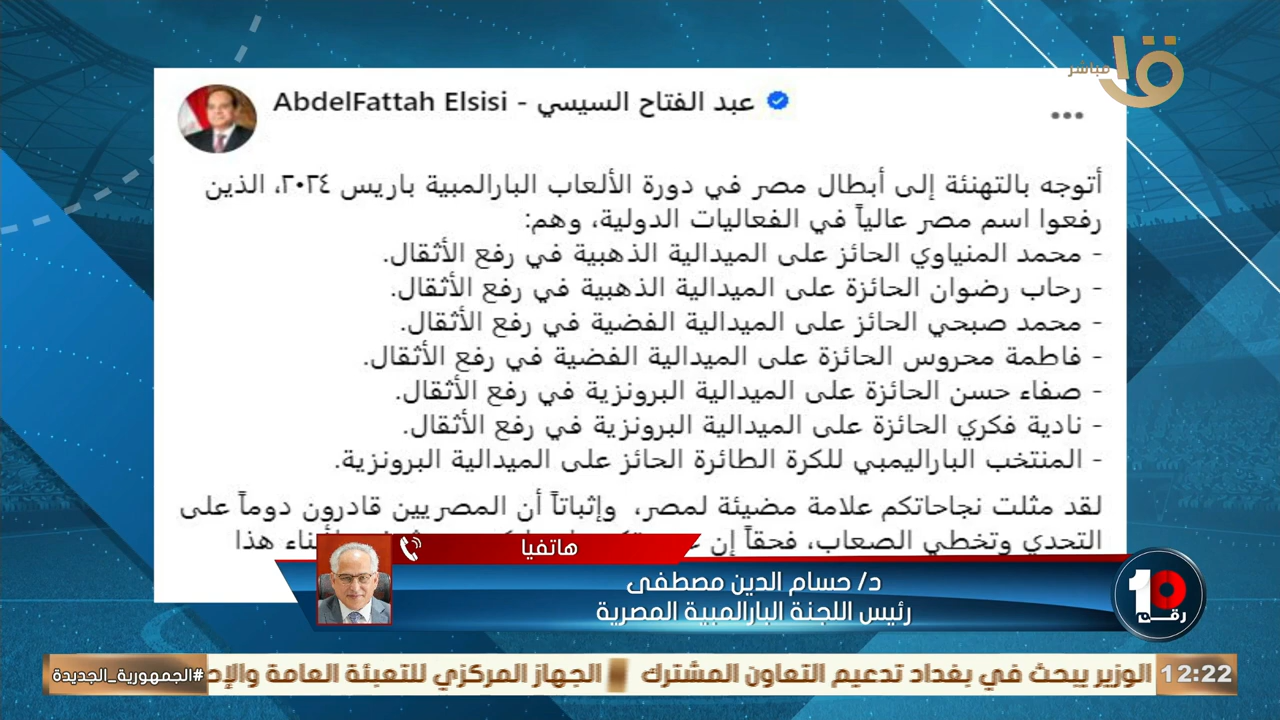 مباشر
عبد الفتاح السيسي - AbdelFattah Elsisi
أتوجه بالتهنئة إلى أبطال مصر في دورة الألعاب البارالمبية باريس ٢٠٢٤، الذين
رفعوا اسم مصر عالياً في الفعاليات الدولية، وهم:
- محمد المنياوي الحائز على الميدالية الذهبية في رفع الأثقال.
- رحاب رضوان الحائزة على الميدالية الذهبية في رفع الأثقال.
- محمد صبحي الحائز على الميدالية الفضية في رفع الأثقال.
- فاطمة محروس الحائزة على الميدالية الفضية في رفع الأثقال.
- صفاء حسن الحائزة على الميدالية البرونزية في رفع الأثقال.
- نادية فكري الحائزة على الميدالية البرونزية في رفع الأثقال.
- المنتخب الباراليمبي للكرة الطائرة الحائز على الميدالية البرونزية.
لقد مثلت نجاحاتكم علامة مضيئة لمصر، وإثباتاً أن المصريين قادرون دوماً على
التحدي وتخطي الصعاب، فحقاً إن هذا
هاتفيا
د/ حسام الدين مصطفى
رئيس اللجنة البارالمبية المصرية
رقم 10
12:22 الوزير يبحث في بغداد تدعيم التعاون المشترك الجهاز المركزي للتعبئة العامة #الجمهورية_الجديدة